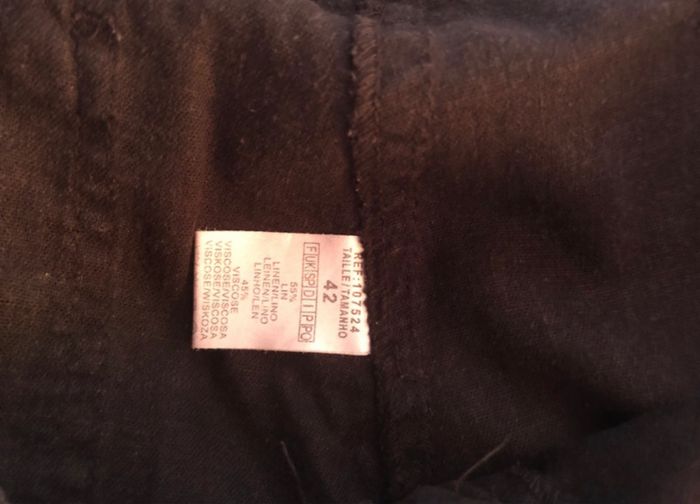 REF:107524
TAILLE/TAMANHO
42
F UK SP D I P PO
55%
LIN
LINEN/LINO
LEINEN/LINO
LINHO/LEN
45%
VISCOSE
VISCOSE/VISCOSA
VISKOSE/VISCOSA
VISCOSE/WISKOZA